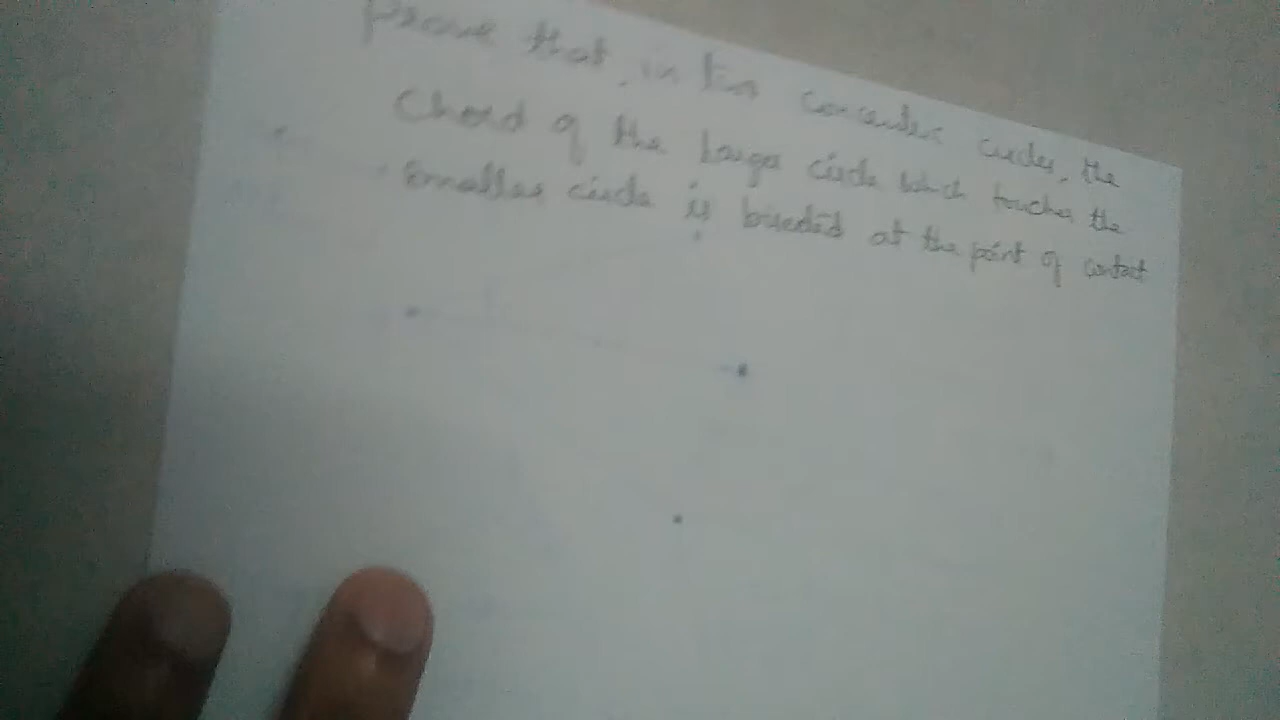 Prove that, in two concentric circles, the
Chord of the larger circle which touches the
smaller circle is bisected at the point of contact